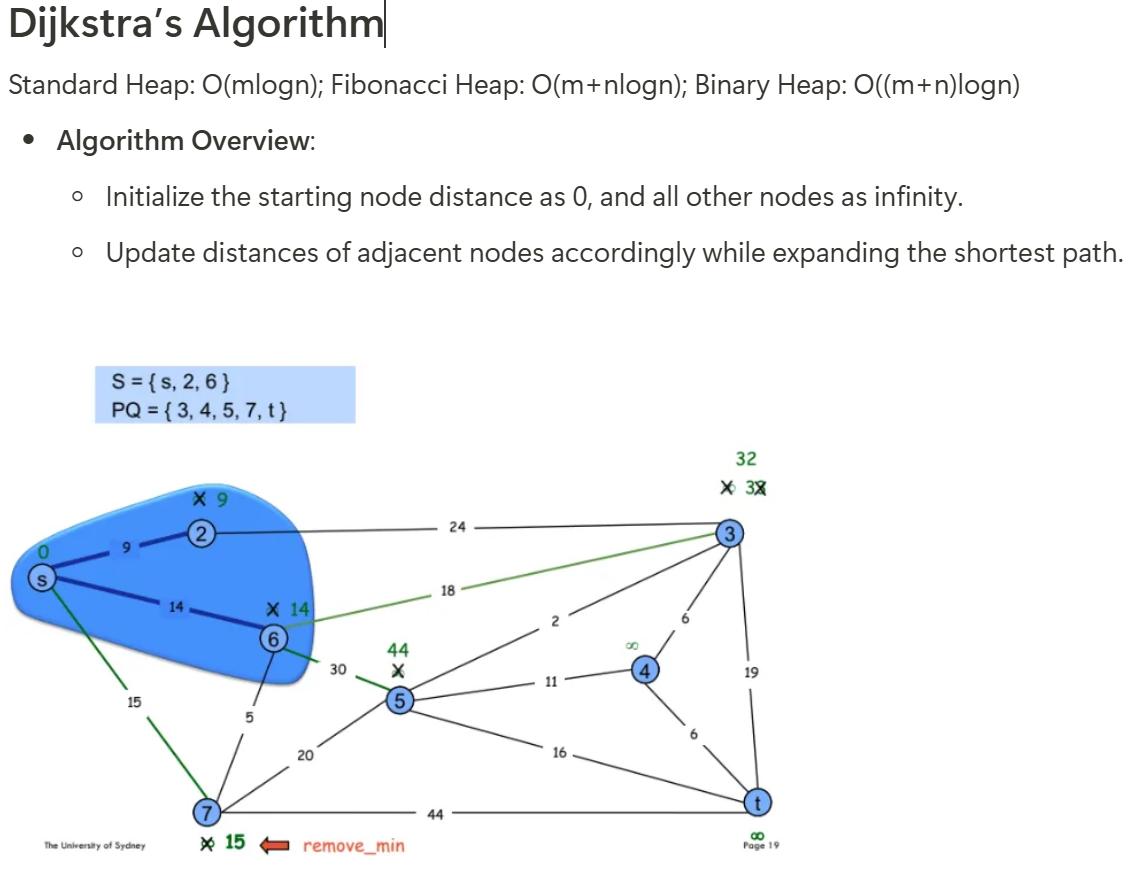 Dijkstra’s Algorithm
Standard Heap: O(mlogn); Fibonacci Heap: O(m+nlogn); Binary Heap: O((m+n)logn)
• Algorithm Overview:
◦ Initialize the starting node distance as 0, and all other nodes as infinity.
◦ Update distances of adjacent nodes accordingly while expanding the shortest path.
S = { s, 2, 6 }
PQ = { 3, 4, 5, 7, t }
32
X 9
X 33 X
2
24
3
0
9
s
14
X 14
18
6
2
6
∞
44
X
30
4
11
19
5
15
5
6
20
16
7
44
t
X 15
remove_min
∞
The University of Sydney
Page 19